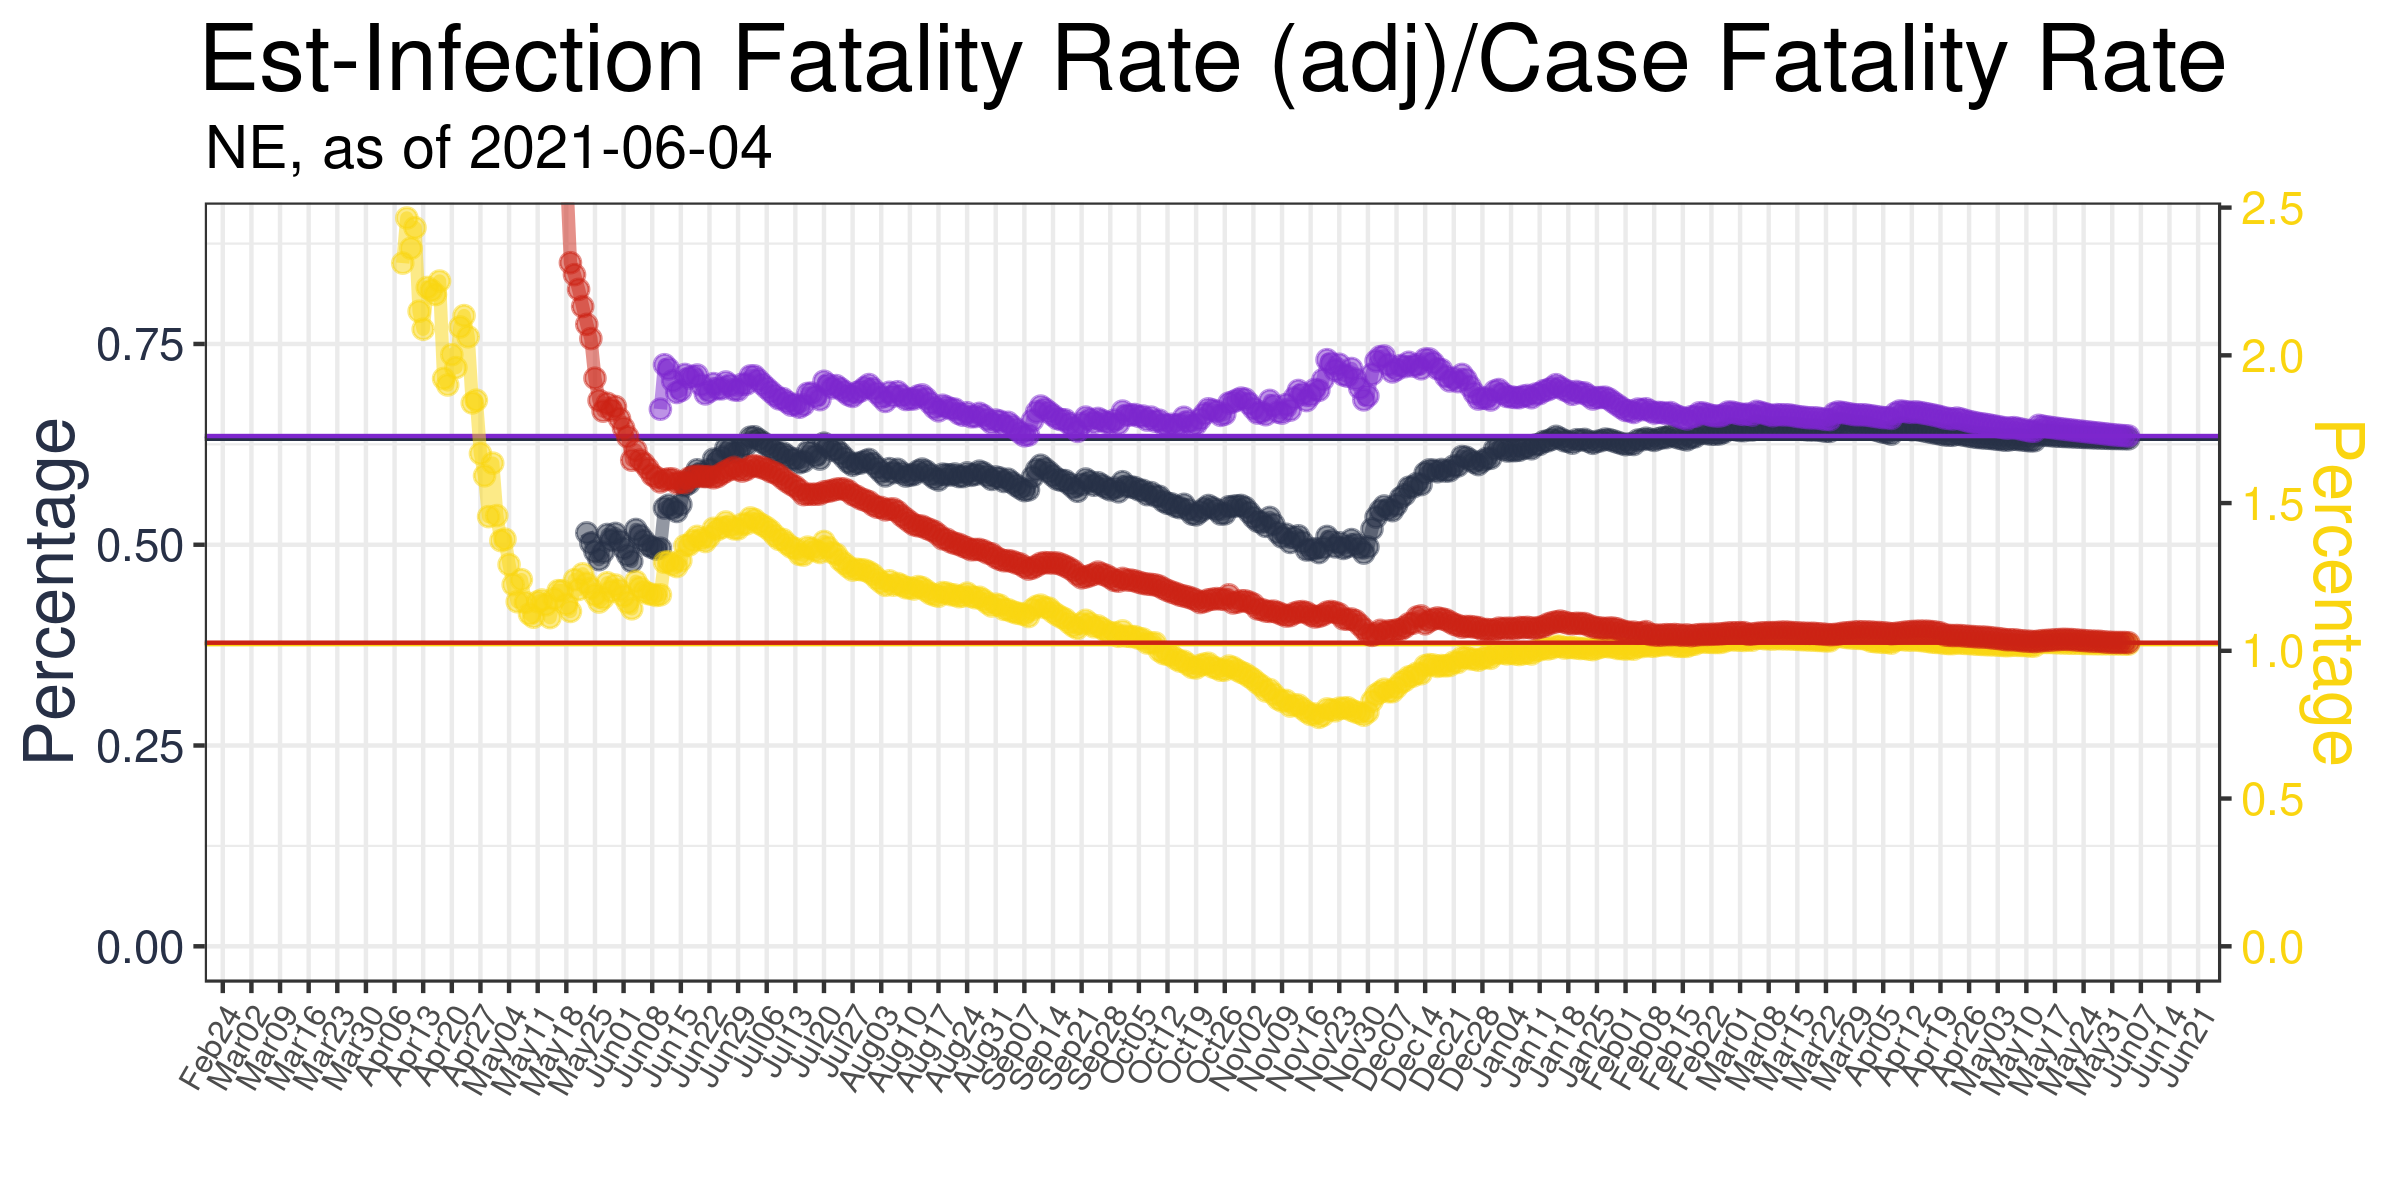 Est-Infection Fatality Rate (adj)/Case Fatality Rate
NE, as of 2021-06-04
Percentage
0.75
0.50
0.25
0.00
2.5
2.0
1.5
1.0
0.5
0.0
Percentage
Feb24
Mar02
Mar09
Mar16
Mar23
Mar30
Apr06
Apr13
Apr20
Apr27
May04
May11
May18
May25
Jun01
Jun08
Jun15
Jun22
Jun29
Jul06
Jul13
Jul20
Jul27
Aug03
Aug10
Aug17
Aug24
Aug31
Sep07
Sep14
Sep21
Sep28
Oct05
Oct12
Oct19
Oct26
Nov02
Nov09
Nov16
Nov23
Nov30
Dec07
Dec14
Dec21
Dec28
Jan04
Jan11
Jan18
Jan25
Feb01
Feb08
Feb15
Feb22
Mar01
Mar08
Mar15
Mar22
Mar29
Apr05
Apr12
Apr19
Apr26
May03
May10
May17
May24
May31
Jun07
Jun14
Jun21